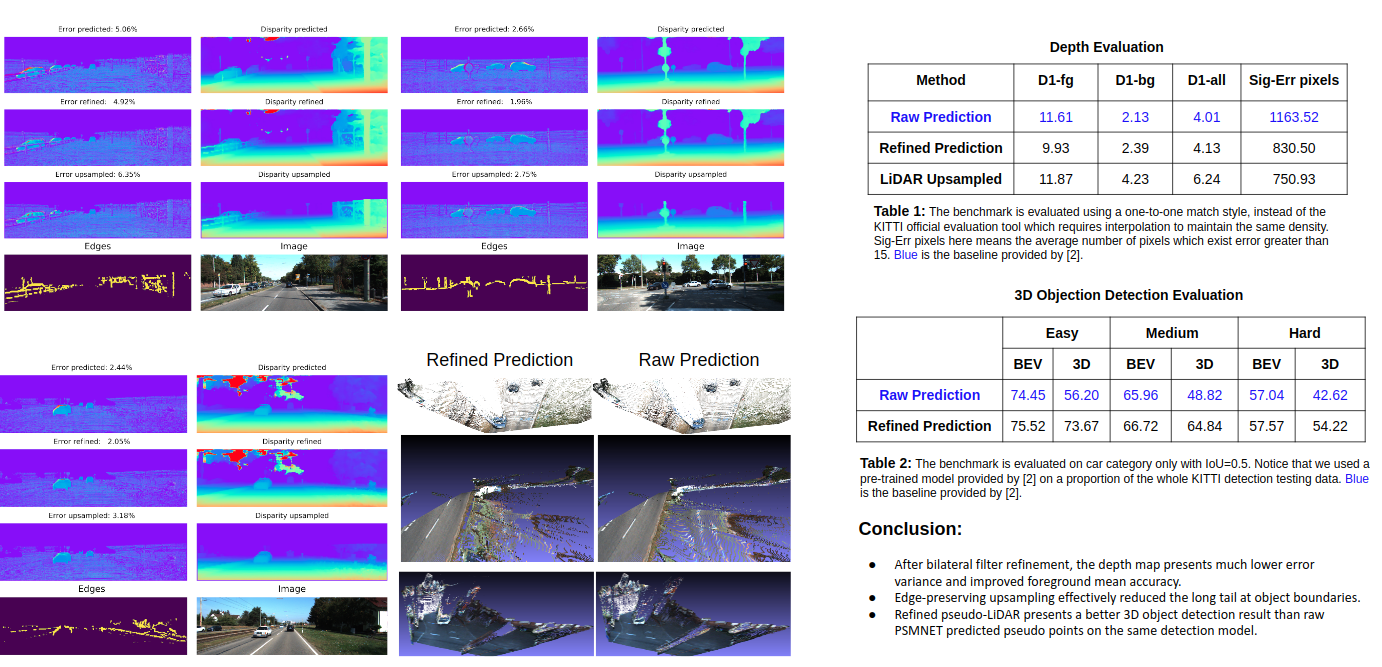 Error predicted: 5.06%
Disparity predicted
Error refined: 4.92%
Disparity refined
Error upsampled: 6.35%
Disparity upsampled
Edges
Image
Error predicted: 2.66%
Disparity predicted
Error refined: 1.96%
Disparity refined
Error upsampled: 2.75%
Disparity upsampled
Edges
Image
Error predicted: 2.44%
Disparity predicted
Error refined: 2.05%
Disparity refined
Error upsampled: 3.18%
Disparity upsampled
Edges
Image
Refined Prediction
Raw Prediction
Depth Evaluation
Method D1-fg D1-bg D1-all Sig-Err pixels
Raw Prediction 11.61 2.13 4.01 1163.52
Refined Prediction 9.93 2.39 4.13 830.50
LiDAR Upsampled 11.87 4.23 6.24 750.93
Table 1: The benchmark is evaluated using a one-to-one match style, instead of the
KITTI official evaluation tool which requires interpolation to maintain the same density.
Sig-Err pixels here means the average number of pixels which exist error greater than
15. Blue is the baseline provided by [2].
3D Objection Detection Evaluation
Easy Medium Hard
BEV 3D BEV 3D BEV 3D
Raw Prediction 74.45 56.20 65.96 48.82 57.04 42.62
Refined Prediction 75.52 73.67 66.72 64.84 57.57 54.22
Table 2: The benchmark is evaluated on car category only with IoU=0.5. Notice that we used a
pre-trained model provided by [2] on a proportion of the whole KITTI detection testing data. Blue
is the baseline provided by [2].
Conclusion:
● After bilateral filter refinement, the depth map presents much lower error
variance and improved foreground mean accuracy.
● Edge-preserving upsampling effectively reduced the long tail at object boundaries.
● Refined pseudo-LiDAR presents a better 3D object detection result than raw
PSMNET predicted pseudo points on the same detection model.